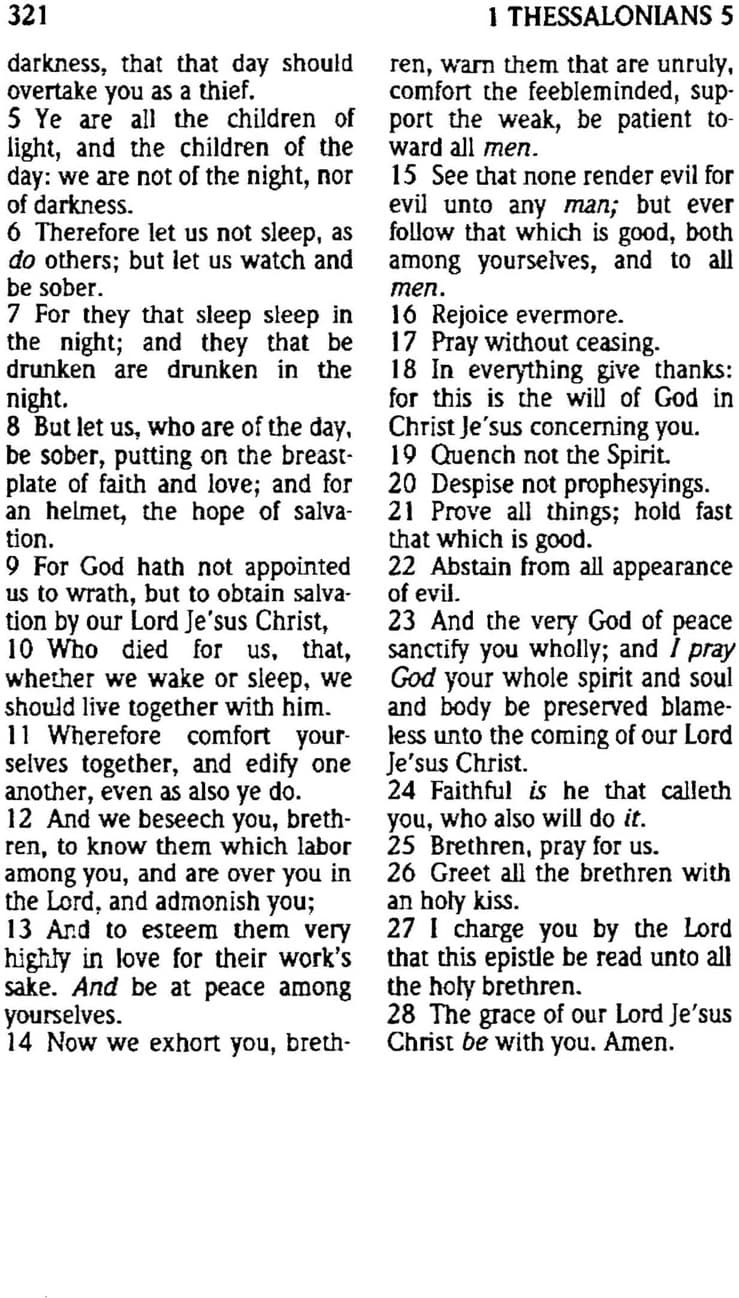 321
1 THESSALONIANS 5
darkness, that that day should
overtake you as a thief.
5 Ye are all the children of
light, and the children of the
day: we are not of the night, nor
of darkness.
6 Therefore let us not sleep, as
do others; but let us watch and
be sober.
7 For they that sleep sleep in
the night; and they that be
drunken are drunken in the
night.
8 But let us, who are of the day,
be sober, putting on the breast-
plate of faith and love; and for
an helmet, the hope of salva-
tion.
9 For God hath not appointed
us to wrath, but to obtain salva-
tion by our Lord Je'sus Christ,
10 Who died for us, that,
whether we wake or sleep, we
should live together with him.
11 Wherefore comfort your-
selves together, and edify one
another, even as also ye do.
12 And we beseech you, breth-
ren, to know them which labor
among you, and are over you in
the Lord, and admonish you;
13 And to esteem them very
highly in love for their work's
sake. And be at peace among
yourselves.
14 Now we exhort you, breth-
ren, warn them that are unruly,
comfort the feebleminded, sup-
port the weak, be patient to-
ward all men.
15 See that none render evil for
evil unto any man; but ever
follow that which is good, both
among yourselves, and to all
men.
16 Rejoice evermore.
17 Pray without ceasing.
18 In everything give thanks:
for this is the will of God in
Christ Je'sus concerning you.
19 Quench not the Spirit.
20 Despise not prophesyings.
21 Prove all things; hold fast
that which is good.
22 Abstain from all appearance
of evil.
23 And the very God of peace
sanctify you wholly; and I pray
God your whole spirit and soul
and body be preserved blame-
less unto the coming of our Lord
Je'sus Christ.
24 Faithful is he that calleth
you, who also will do it.
25 Brethren, pray for us.
26 Greet all the brethren with
an holy kiss.
27 I charge you by the Lord
that this epistle be read unto all
the holy brethren.
28 The grace of our Lord Je'sus
Christ be with you. Amen.